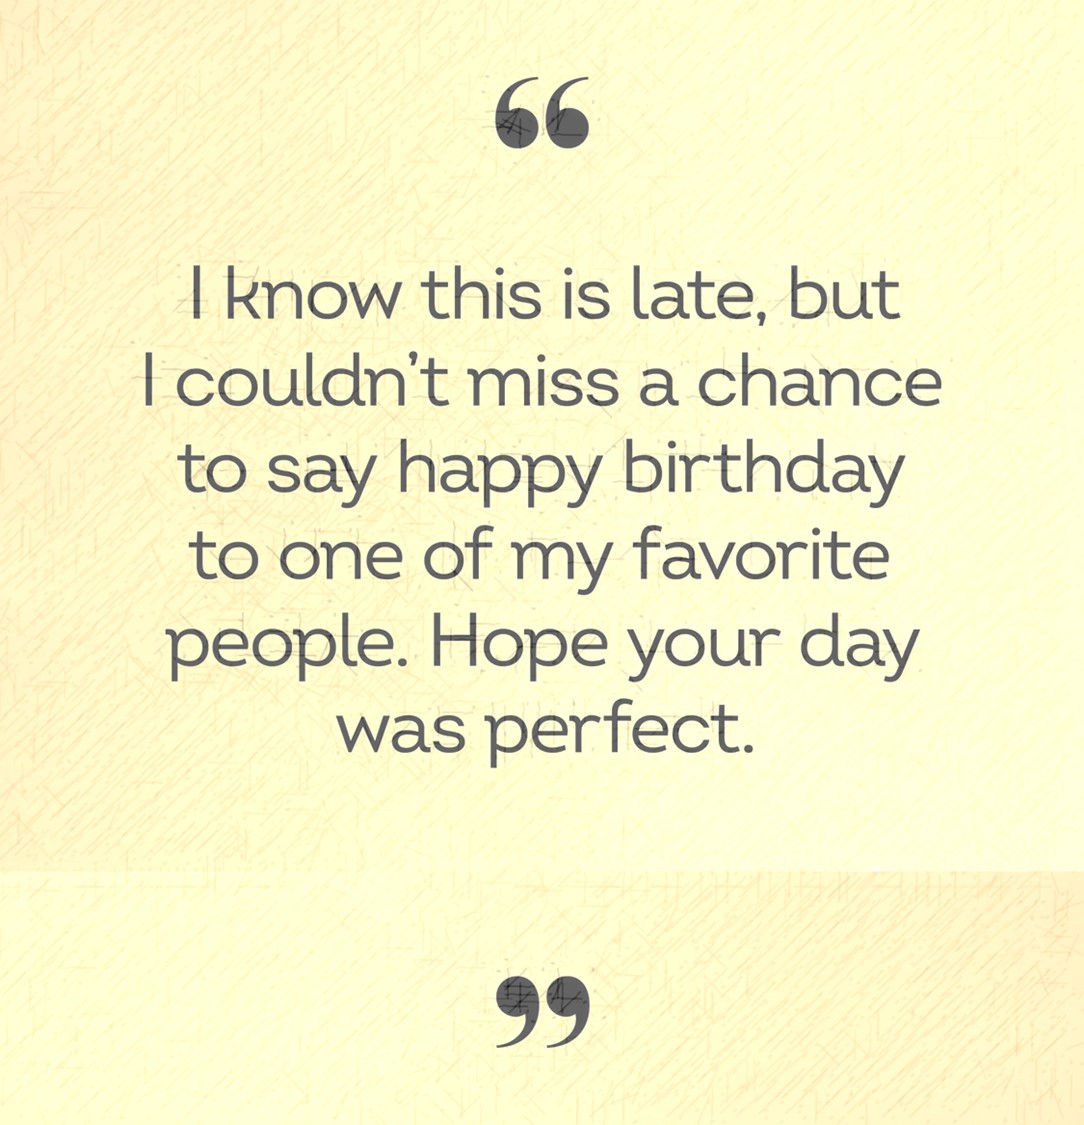 “
I know this is late, but
I couldn’t miss a chance
to say happy birthday
to one of my favorite
people. Hope your day
was perfect.
”